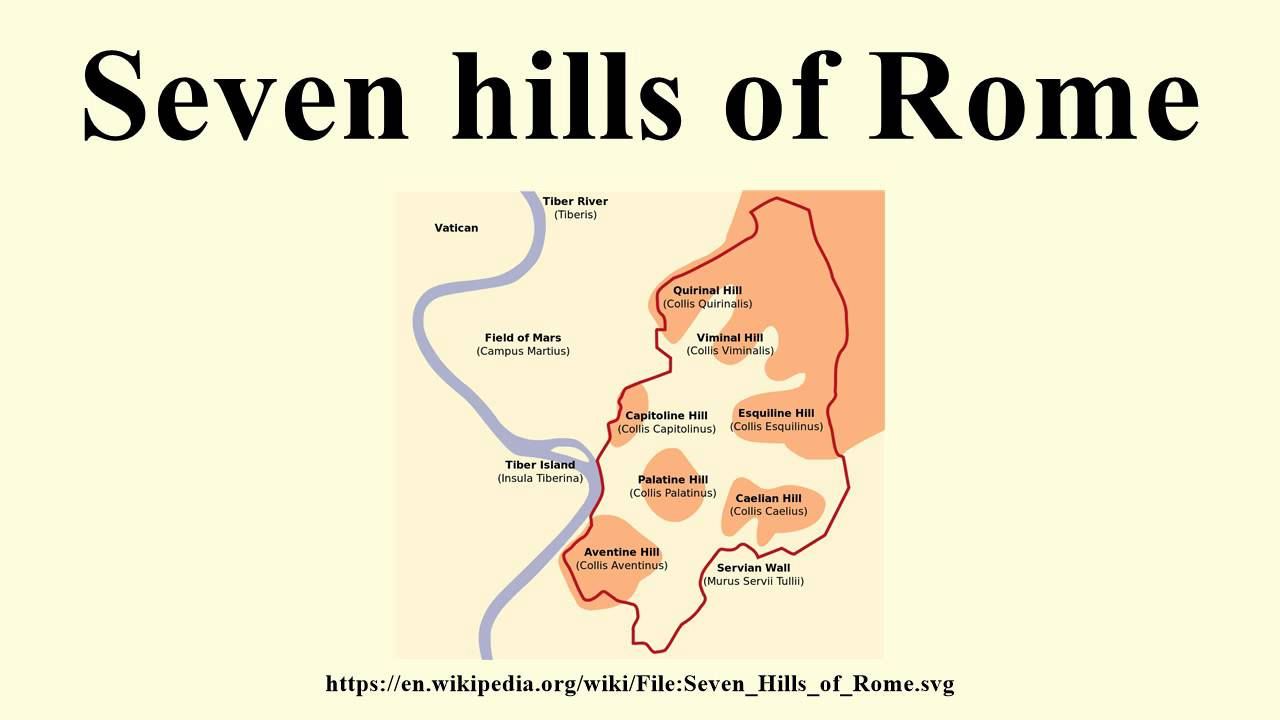 Seven hills of Rome
Tiber River
(Tiberis)
Vatican
Quirinal Hill
(Collis Quirinalis)
Field of Mars
(Campus Martius)
Viminal Hill
(Collis Viminalis)
Capitoline Hill
(Collis Capitolinus)
Esquiline Hill
(Collis Esquilinus)
Tiber Island
(Insula Tiberina)
Palatine Hill
(Collis Palatinus)
Caelian Hill
(Collis Caelius)
Aventine Hill
(Collis Aventinus)
Servian Wall
(Murus Servii Tullii)
https://en.wikipedia.org/wiki/File:Seven_Hills_of_Rome.svg